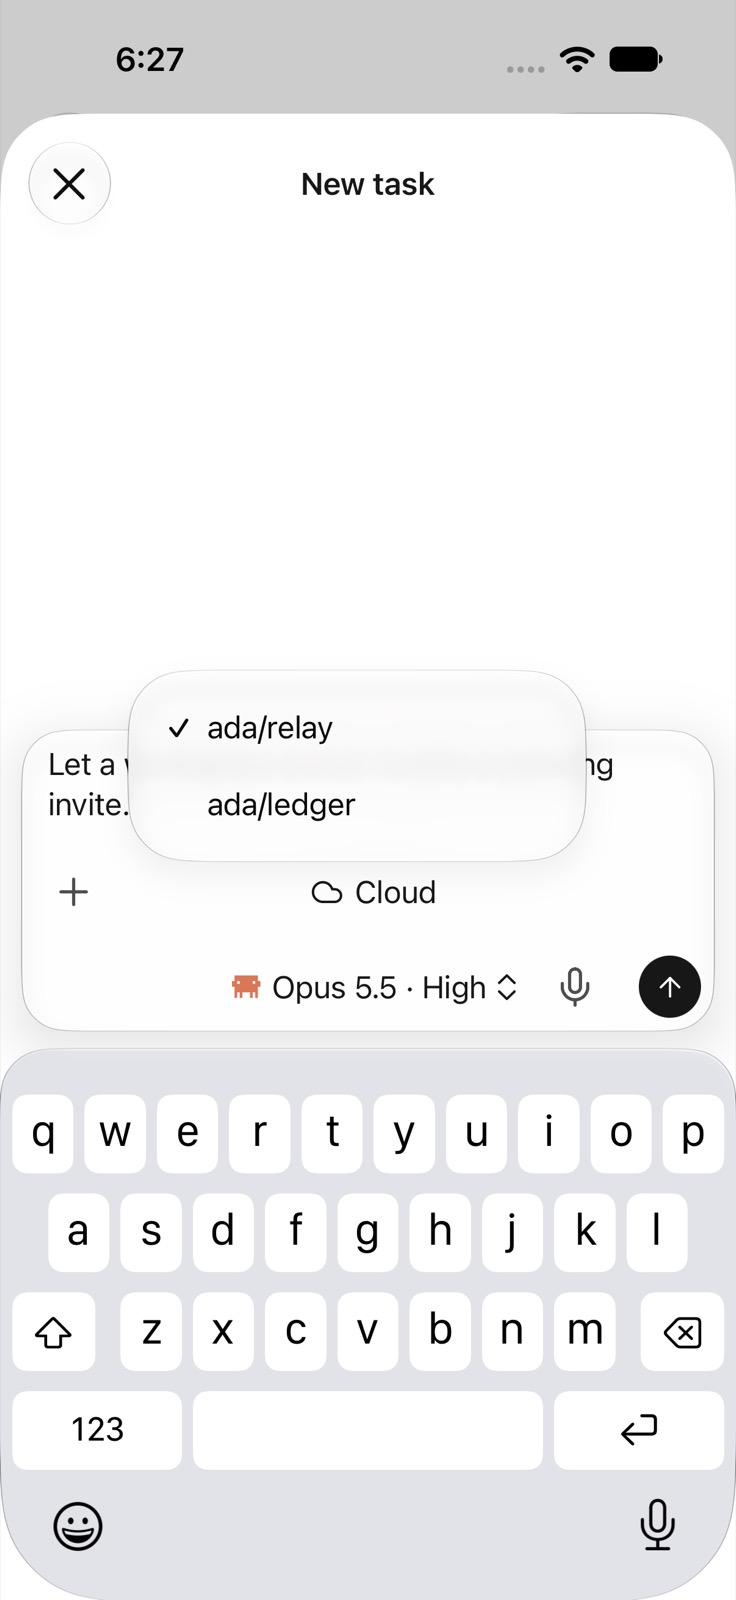 6:27
New task
ada/relay
Let a ng
ada/ledger
invite.
Cloud
Opus 5.5 · High
q w e r t y u i o p
a s d f g h j k l
z x c v b n m
123